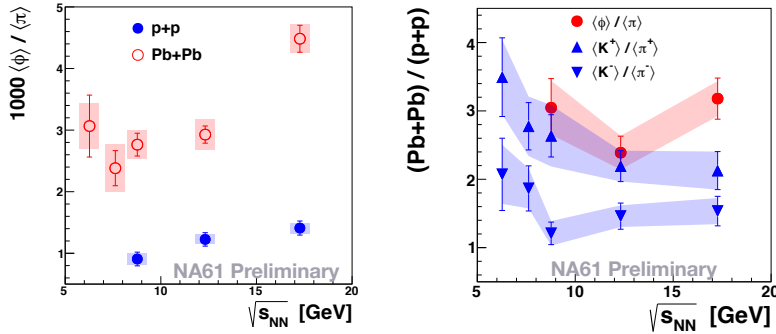 1000 ⟨ϕ⟩ / ⟨π⟩
4
3
2
1
p+p
Pb+Pb
NA61 Preliminary
5 10 15 20
√sNN [GeV]
(Pb+Pb) / (p+p)
4
3
2
1
⟨ϕ⟩ / ⟨π⟩
⟨K⁺⟩ / ⟨π⁺⟩
⟨K⁻⟩ / ⟨π⁻⟩
NA61 Preliminary
5 10 15 20
√sNN [GeV]